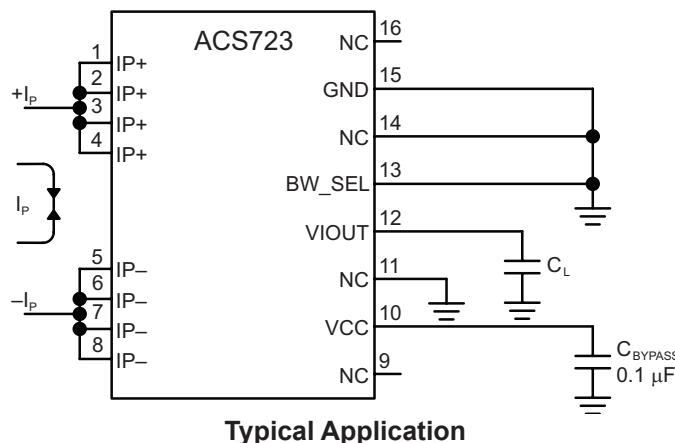 ACS723
1 IP+
2 IP+
3 IP+
4 IP+
+IP
IP
5 IP–
6 IP–
7 IP–
8 IP–
–IP
NC 16
GND 15
NC 14
BW_SEL 13
VIOUT 12
CL
NC 11
VCC 10
CBYPASS
0.1 µF
NC 9
Typical Application